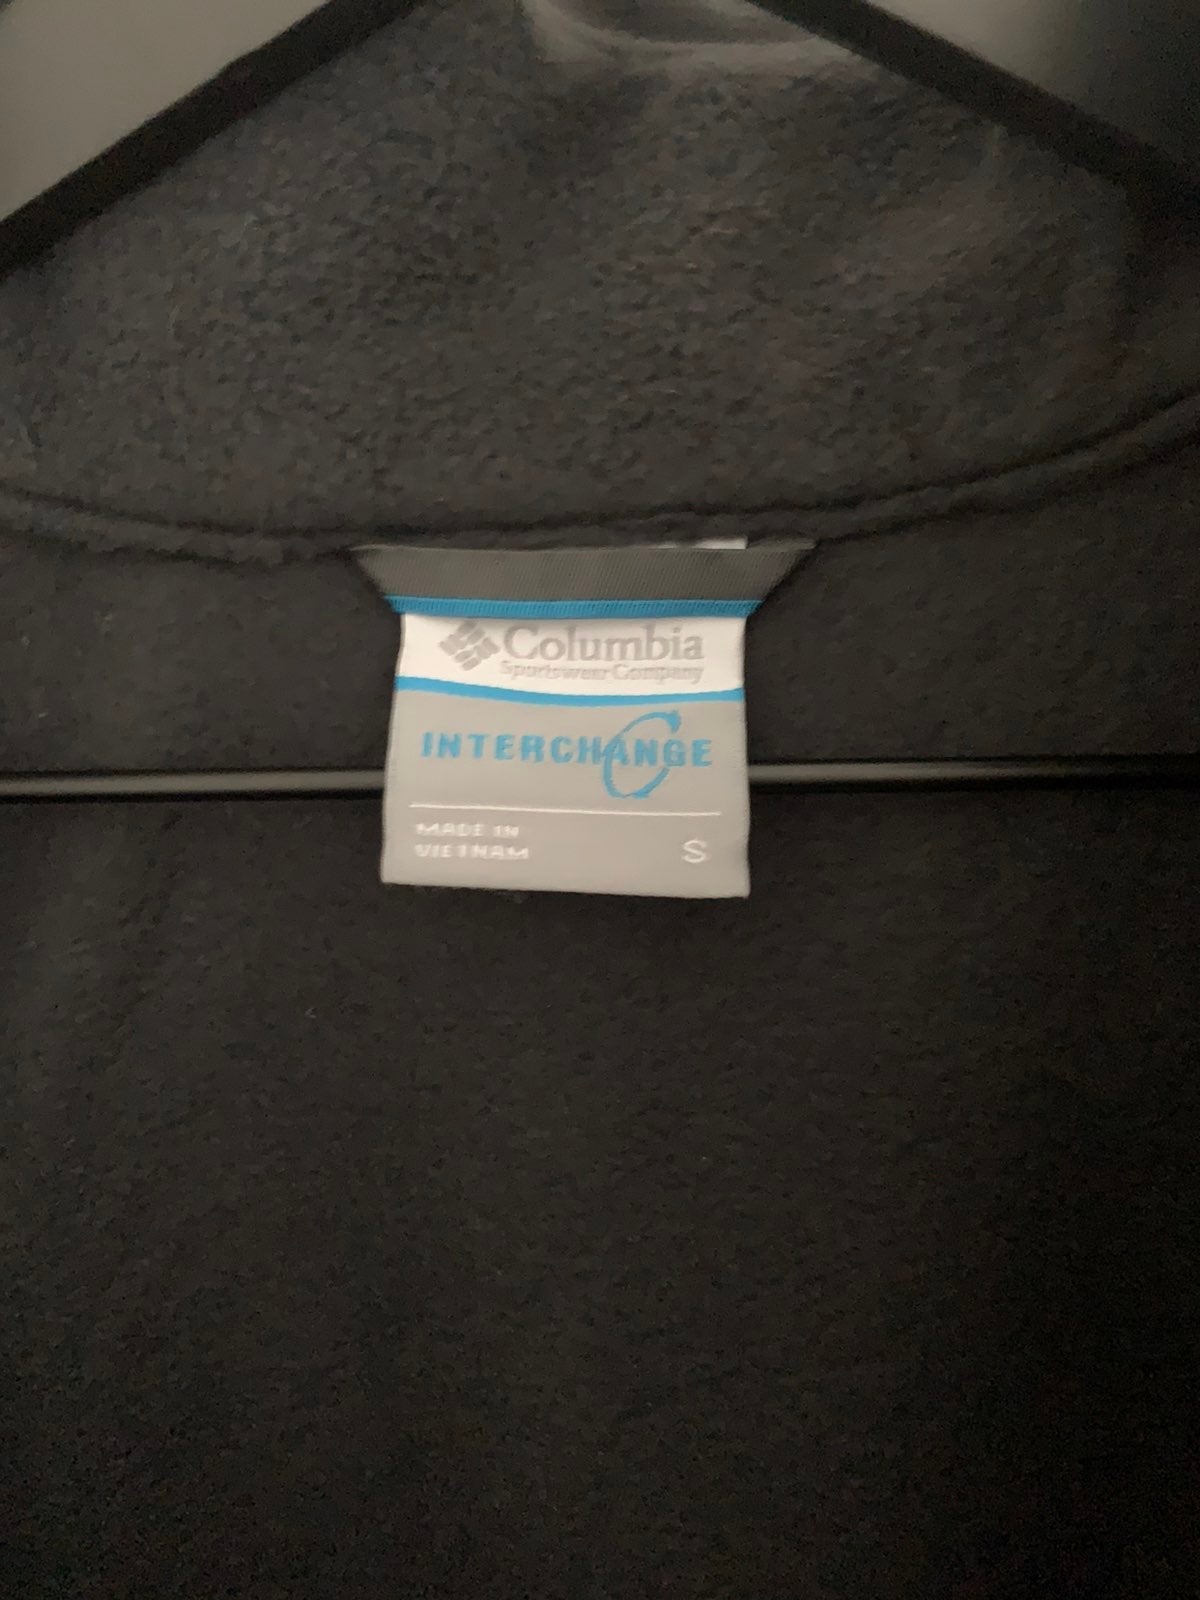 Columbia
Sportswear Company
INTERCHANGE
MADE IN
VIETNAM
S